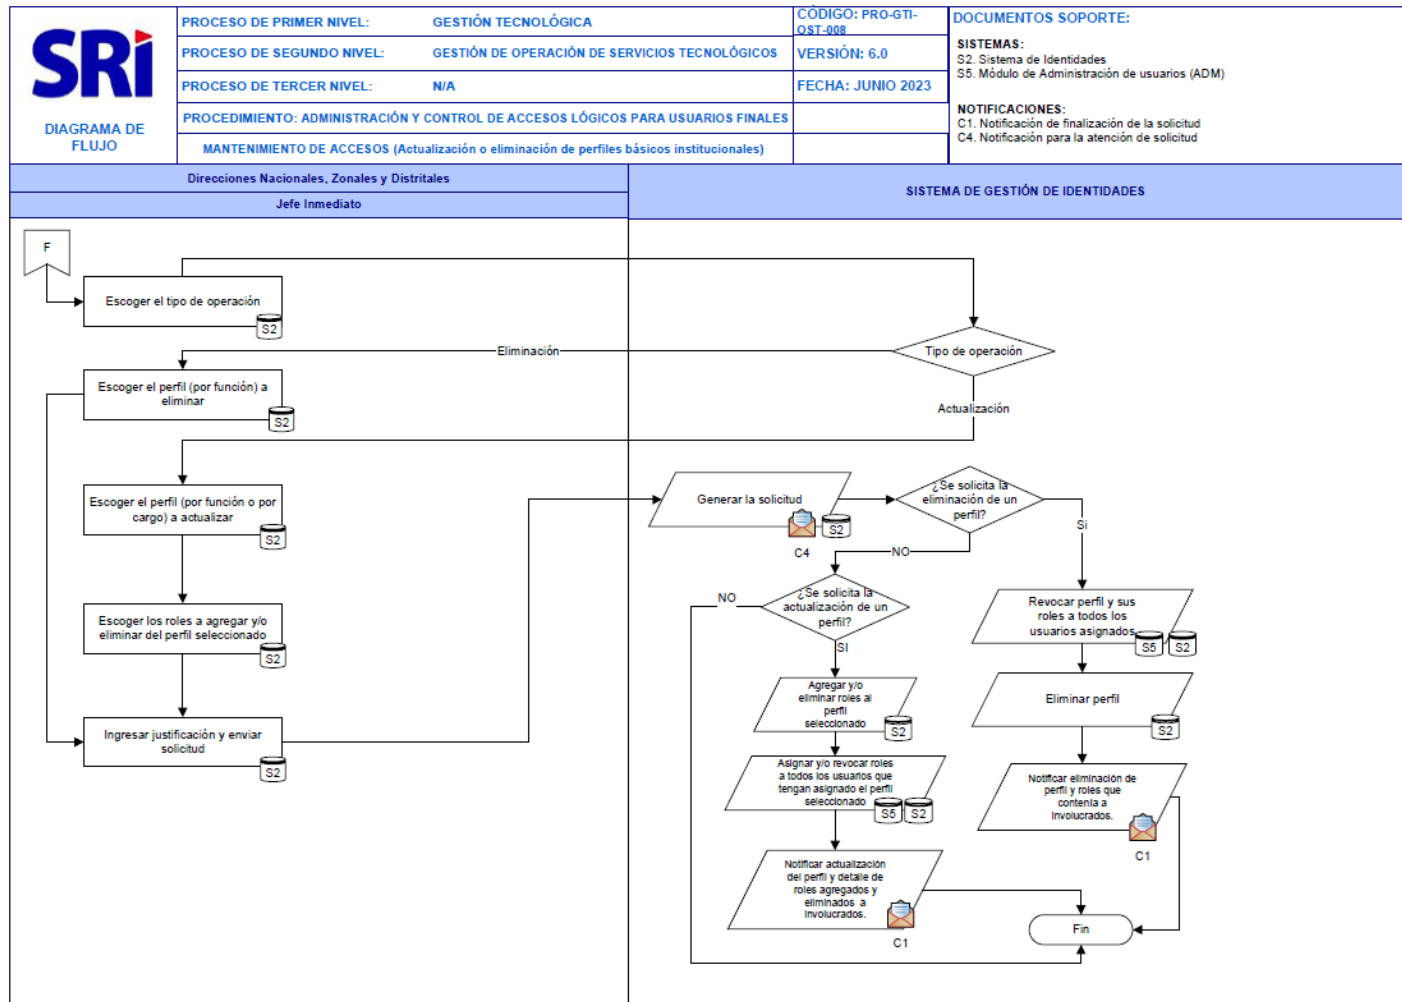 SRi
DIAGRAMA DE
FLUJO
PROCESO DE PRIMER NIVEL: GESTIÓN TECNOLÓGICA
CÓDIGO: PRO-GTI-
OST-008
PROCESO DE SEGUNDO NIVEL: GESTIÓN DE OPERACIÓN DE SERVICIOS TECNOLÓGICOS
VERSIÓN: 6.0
PROCESO DE TERCER NIVEL: N/A
FECHA: JUNIO 2023
PROCEDIMIENTO: ADMINISTRACIÓN Y CONTROL DE ACCESOS LÓGICOS PARA USUARIOS FINALES
MANTENIMIENTO DE ACCESOS (Actualización o eliminación de perfiles básicos institucionales)
DOCUMENTOS SOPORTE:
SISTEMAS:
S2. Sistema de Identidades
S5. Módulo de Administración de usuarios (ADM)
NOTIFICACIONES:
C1. Notificación de finalización de la solicitud
C4. Notificación para la atención de solicitud
Direcciones Nacionales, Zonales y Distritales
Jefe Inmediato
SISTEMA DE GESTIÓN DE IDENTIDADES
F
Escoger el tipo de operación
S2
Tipo de operación
Eliminación
Actualización
Escoger el perfil (por función) a
eliminar
S2
Escoger el perfil (por función o por
cargo) a actualizar
S2
Escoger los roles a agregar y/o
eliminar del perfil seleccionado
S2
Ingresar justificación y enviar
solicitud
S2
Generar la solicitud
S2
C4
¿Se solicita la
eliminación de un
perfil?
Si
NO
¿Se solicita la
actualización de un
perfil?
NO
SI
Revocar perfil y sus
roles a todos los
usuarios asignados
S5
S2
Agregar y/o
eliminar roles al
perfil
seleccionado
S2
Eliminar perfil
S2
Asignar y/o revocar roles
a todos los usuarios que
tengan asignado el perfil
seleccionado
S5
S2
Notificar eliminación de
perfil y roles que
contenía a
involucrados.
C1
Notificar actualización
del perfil y detalle de
roles agregados y
eliminados a
involucrados.
C1
Fin